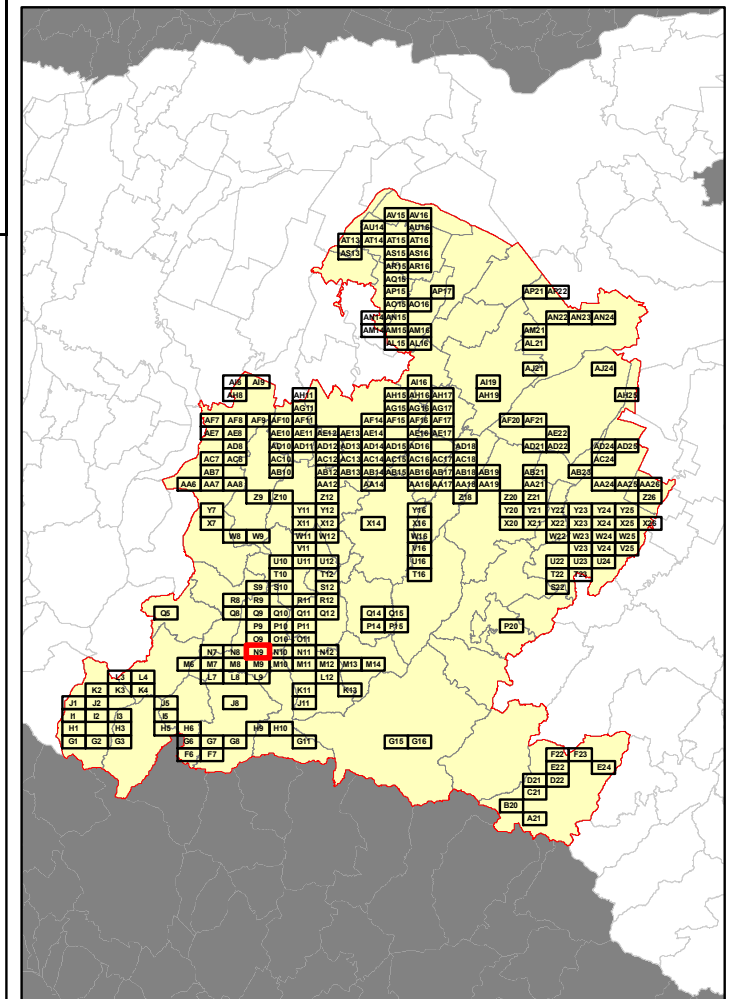 AV15 AV16
AU14 AU16
AT13 AT14 AT15 AT16
AS13 AS15 AS16
AR15 AR16
AQ15
AP15 AP17 AP21 AP22
AO15 AO16
AN14 AN15 AN22 AN23 AN24
AM14 AM15 AM16 AM21
AL15 AL16 AL21
AJ21 AJ24
AI8 AI9 AI16 AI19
AH8 AH11 AH15 AH16 AH17 AH19 AH25
AG11 AG15 AG16 AG17
AF7 AF8 AF9 AF10 AF11 AF14 AF15 AF16 AF17 AF20 AF21
AE7 AE8 AE10 AE11 AE12 AE13 AE14 AE16 AE17 AE22
AD8 AD10 AD11 AD12 AD13 AD14 AD15 AD16 AD18 AD21 AD22 AD24 AD25
AC7 AC8 AC10 AC12 AC13 AC14 AC15 AC16 AC17 AC18 AC24
AB7 AB10 AB12 AB13 AB14 AB15 AB16 AB17 AB18 AB19 AB21 AB23
AA6 AA7 AA8 AA12 AA14 AA16 AA17 AA18 AA19 AA21 AA24 AA25 AA26
Z9 Z10 Z12 Z18 Z20 Z21 Z26
Y7 Y11 Y12 Y16 Y20 Y21 Y22 Y23 Y24 Y25
X7 X11 X12 X14 X16 X20 X21 X22 X23 X24 X25 X26
W8 W9 W11 W12 W16 W22 W23 W24 W25
V11 V16 V23 V24 V25
U10 U11 U12 U16 U22 U23 U24
T10 T12 T16 T22 T23
S9 S10 S12 S22
R8 R9 R11 R12
Q5 Q8 Q9 Q10 Q11 Q12 Q14 Q15
P9 P10 P11 P14 P15 P20
O9 O10 O11
N7 N8 N9 N10 N11 N12
M6 M7 M8 M9 M10 M11 M12 M13 M14
L3 L4 L7 L8 L9 L12
K2 K3 K4 K11 K13
J1 J2 J5 J8 J11
I1 I2 I3 I5
H1 H3 H5 H6 H9 H10
G1 G2 G3 G6 G7 G8 G11 G15 G16
F6 F7 F22 F23
E22 E24
D21 D22
C21
B20
A21